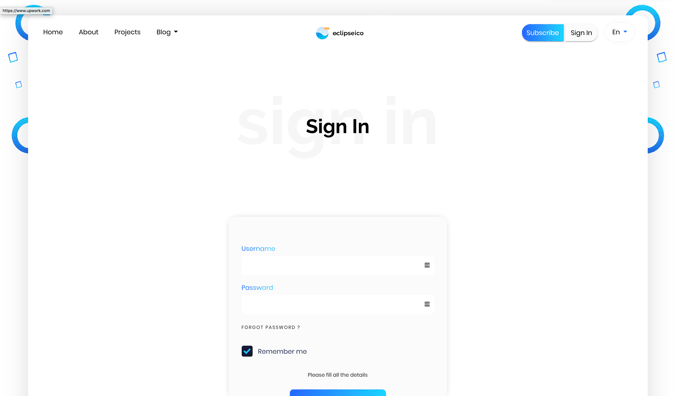 https://www.upwork.com
Home About Projects Blog eclipseico Subscribe Sign In En
sign in
Sign In
Username
Password
FORGOT PASSWORD ?
Remember me
Please fill all the details